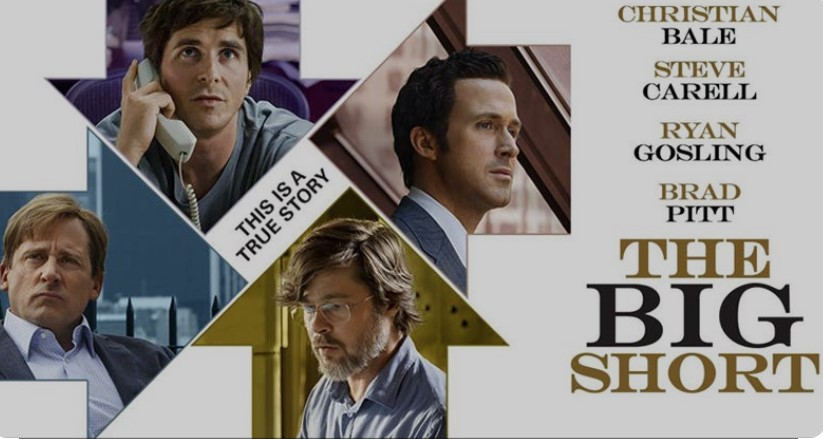 THIS IS A
TRUE STORY
CHRISTIAN
BALE
STEVE
CARELL
RYAN
GOSLING
BRAD
PITT
THE
BIG
SHORT